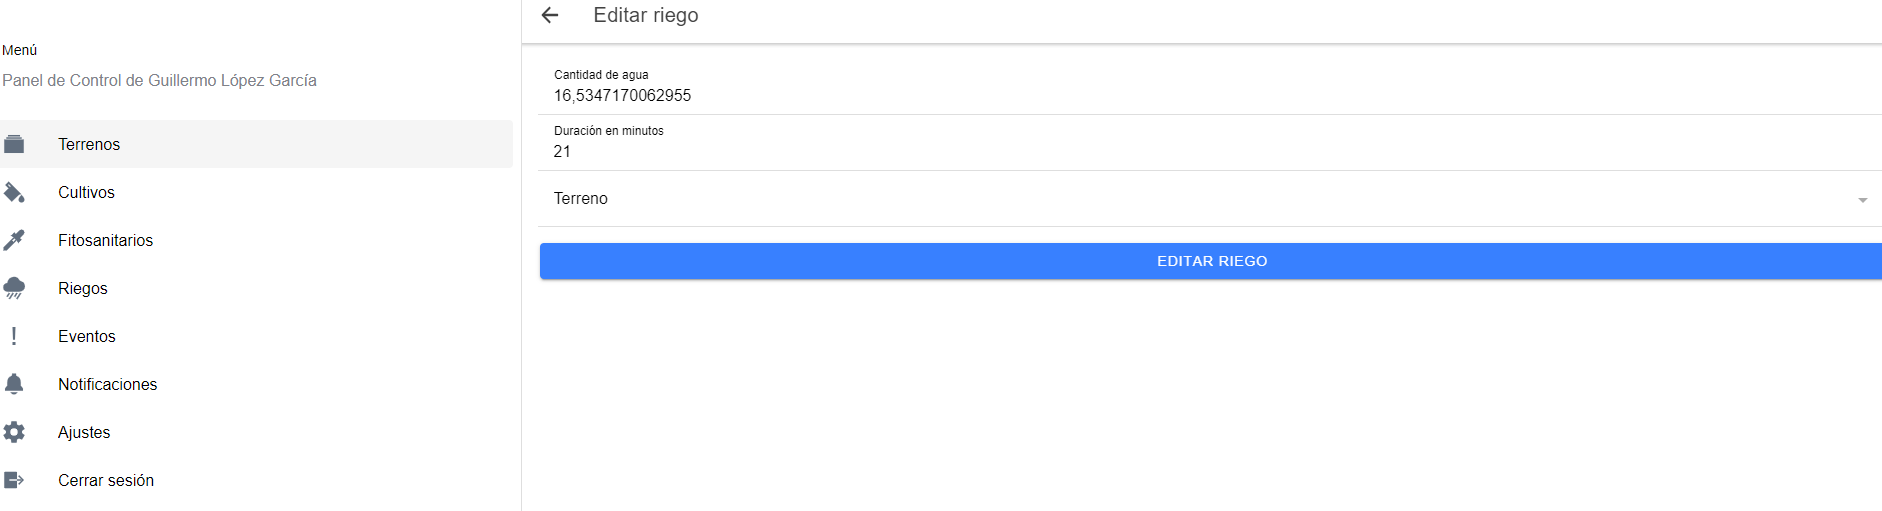 Menú
Panel de Control de Guillermo López García
Terrenos
Cultivos
Fitosanitarios
Riegos
Eventos
Notificaciones
Ajustes
Cerrar sesión
Editar riego
Cantidad de agua
16,5347170062955
Duración en minutos
21
Terreno
EDITAR RIEGO